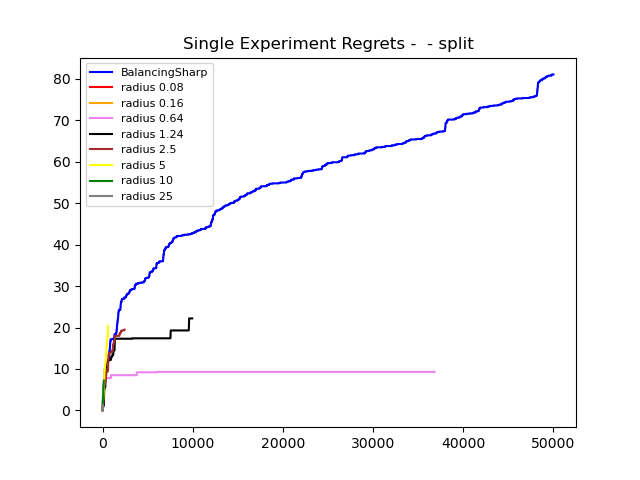 Single Experiment Regrets -  - split
BalancingSharp
radius 0.08
radius 0.16
radius 0.64
radius 1.24
radius 2.5
radius 5
radius 10
radius 25
80
70
60
50
40
30
20
10
0
0 10000 20000 30000 40000 50000